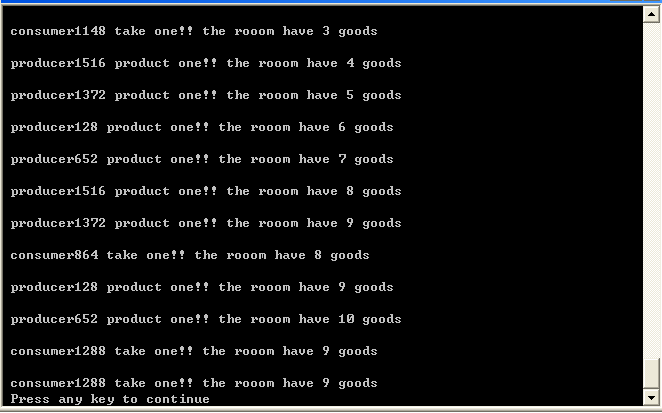 consumer1148 take one!! the rooom have 3 goods
producer1516 product one!! the rooom have 4 goods
producer1372 product one!! the rooom have 5 goods
producer128 product one!! the rooom have 6 goods
producer652 product one!! the rooom have 7 goods
producer1516 product one!! the rooom have 8 goods
producer1372 product one!! the rooom have 9 goods
consumer864 take one!! the rooom have 8 goods
producer128 product one!! the rooom have 9 goods
producer652 product one!! the rooom have 10 goods
consumer1288 take one!! the rooom have 9 goods
consumer1288 take one!! the rooom have 9 goods
Press any key to continue